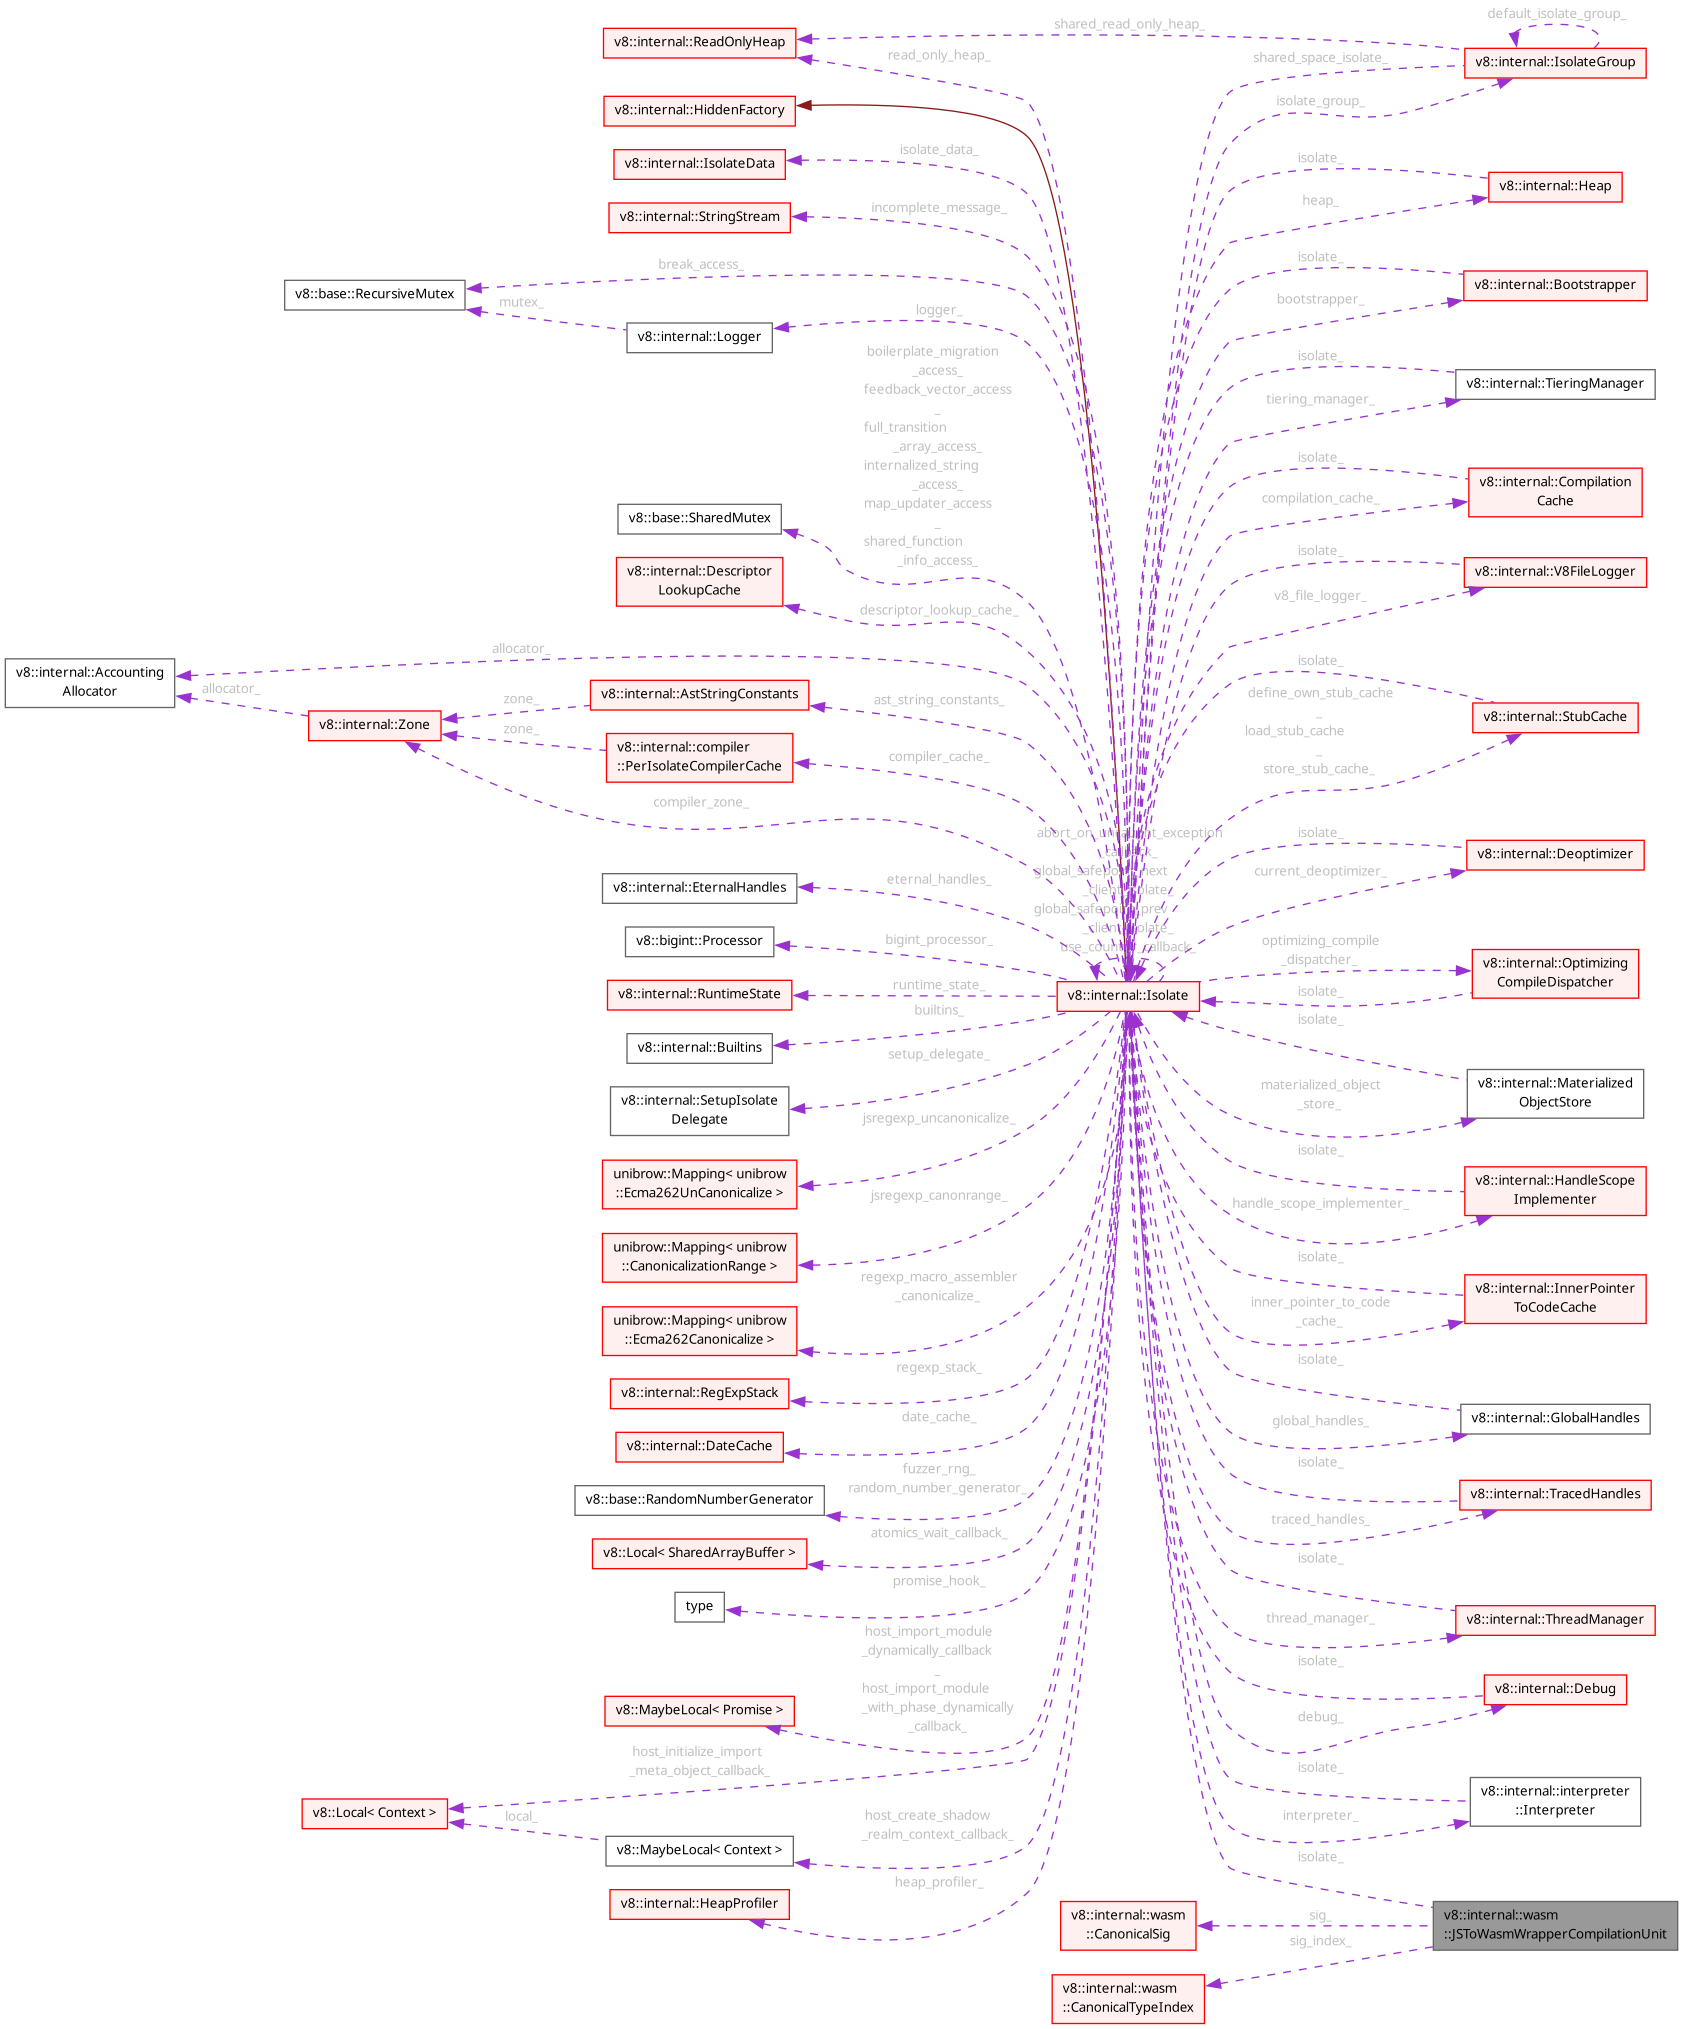 shared_read_only_heap_
default_isolate_group_
v8::internal::ReadOnlyHeap
read_only_heap_
shared_space_isolate_
v8::internal::IsolateGroup
v8::internal::HiddenFactory
isolate_group_
isolate_data_
v8::internal::IsolateData
isolate_
v8::internal::Heap
heap_
incomplete_message_
v8::internal::StringStream
break_access_
isolate_
v8::internal::Bootstrapper
v8::base::RecursiveMutex
mutex_
bootstrapper_
logger_
v8::internal::Logger
boilerplate_migration
_access_
feedback_vector_access
_
full_transition
_array_access_
internalized_string
_access_
map_updater_access
_
shared_function
_info_access_
isolate_
v8::internal::TieringManager
tiering_manager_
isolate_
v8::internal::Compilation
Cache
compilation_cache_
v8::base::SharedMutex
isolate_
v8::internal::V8FileLogger
v8_file_logger_
v8::internal::Descriptor
LookupCache
descriptor_lookup_cache_
allocator_
isolate_
v8::internal::Accounting
Allocator
allocator_
v8::internal::AstStringConstants
zone_
ast_string_constants_
define_own_stub_cache
_
load_stub_cache
_
store_stub_cache_
v8::internal::StubCache
v8::internal::Zone
zone_
v8::internal::compiler
::PerIsolateCompilerCache
compiler_cache_
compiler_zone_
global_safepoint_prev
use_counter_callback_
isolate_
v8::internal::Deoptimizer
current_deoptimizer_
v8::internal::EternalHandles
eternal_handles_
v8::bigint::Processor
bigint_processor_
optimizing_compile
_dispatcher_
v8::internal::Optimizing
CompileDispatcher
isolate_
v8::internal::RuntimeState
runtime_state_
v8::internal::Isolate
builtins_
v8::internal::Builtins
isolate_
setup_delegate_
v8::internal::SetupIsolate
Delegate
v8::internal::Materialized
ObjectStore
materialized_object
_store_
jsregexp_uncanonicalize_
unibrow::Mapping< unibrow
::Ecma262UnCanonicalize >
isolate_
v8::internal::HandleScope
Implementer
handle_scope_implementer_
jsregexp_canonrange_
unibrow::Mapping< unibrow
::CanonicalizationRange >
isolate_
v8::internal::InnerPointer
ToCodeCache
inner_pointer_to_code
_cache_
regexp_macro_assembler
_canonicalize_
unibrow::Mapping< unibrow
::Ecma262Canonicalize >
isolate_
regexp_stack_
v8::internal::RegExpStack
v8::internal::GlobalHandles
global_handles_
date_cache_
v8::internal::DateCache
isolate_
fuzzer_rng_
random_number_generator_
v8::base::RandomNumberGenerator
v8::internal::TracedHandles
traced_handles_
atomics_wait_callback_
v8::Local< SharedArrayBuffer >
isolate_
promise_hook_
type
v8::internal::ThreadManager
thread_manager_
host_import_module
_dynamically_callback
_
host_import_module
_with_phase_dynamically
_callback_
v8::MaybeLocal< Promise >
isolate_
v8::internal::Debug
debug_
host_initialize_import
_meta_object_callback_
isolate_
v8::internal::interpreter
::Interpreter
interpreter_
v8::Local< Context >
local_
host_create_shadow
_realm_context_callback_
v8::MaybeLocal< Context >
isolate_
heap_profiler_
v8::internal::HeapProfiler
v8::internal::wasm
::CanonicalSig
sig_
v8::internal::wasm
::JSToWasmWrapperCompilationUnit
sig_index_
v8::internal::wasm
::CanonicalTypeIndex